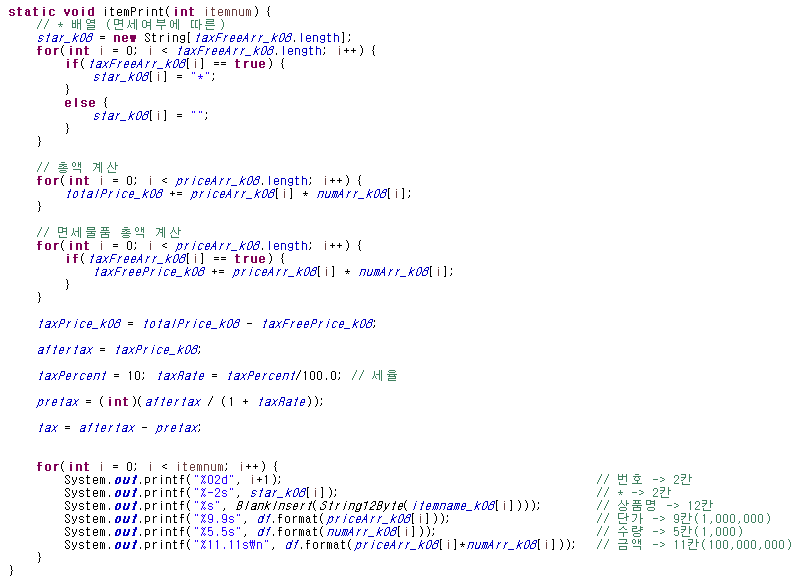 static void itemPrint(int itemnum) {
// * 배열 (면세여부에 따른)
star_k08 = new String[taxFreeArr_k08.length];
for(int i = 0; i < taxFreeArr_k08.length; i++) {
if(taxFreeArr_k08[i] == true) {
star_k08[i] = "*";
}
else {
star_k08[i] = "";
}
}
// 총액 계산
for(int i = 0; i < priceArr_k08.length; i++) {
totalPrice_k08 += priceArr_k08[i] * numArr_k08[i];
}
// 면세물품 총액 계산
for(int i = 0; i < priceArr_k08.length; i++) {
if(taxFreeArr_k08[i] == true) {
taxFreePrice_k08 += priceArr_k08[i] * numArr_k08[i];
}
}
taxPrice_k08 = totalPrice_k08 - taxFreePrice_k08;
aftertax = taxPrice_k08;
taxPercent = 10; taxRate = taxPercent/100.0; // 세율
pretax = (int)(aftertax / (1 + taxRate));
tax = aftertax - pretax;
for(int i = 0; i < itemnum; i++) {
System.out.printf("%02d", i+1); // 번호 -> 2칸
System.out.printf("%-2s", star_k08[i]); // * -> 2칸
System.out.printf("%s", BlankInsert(String12Byte(itemname_k08[i]))); // 상품명 -> 12칸
System.out.printf("%9.9s", df.format(priceArr_k08[i])); // 단가 -> 9칸(1,000,000)
System.out.printf("%5.5s", df.format(numArr_k08[i])); // 수량 -> 5칸(1,000)
System.out.printf("%11.11s\n", df.format(priceArr_k08[i]*numArr_k08[i])); // 금액 -> 11칸(100,000,000)
}
}